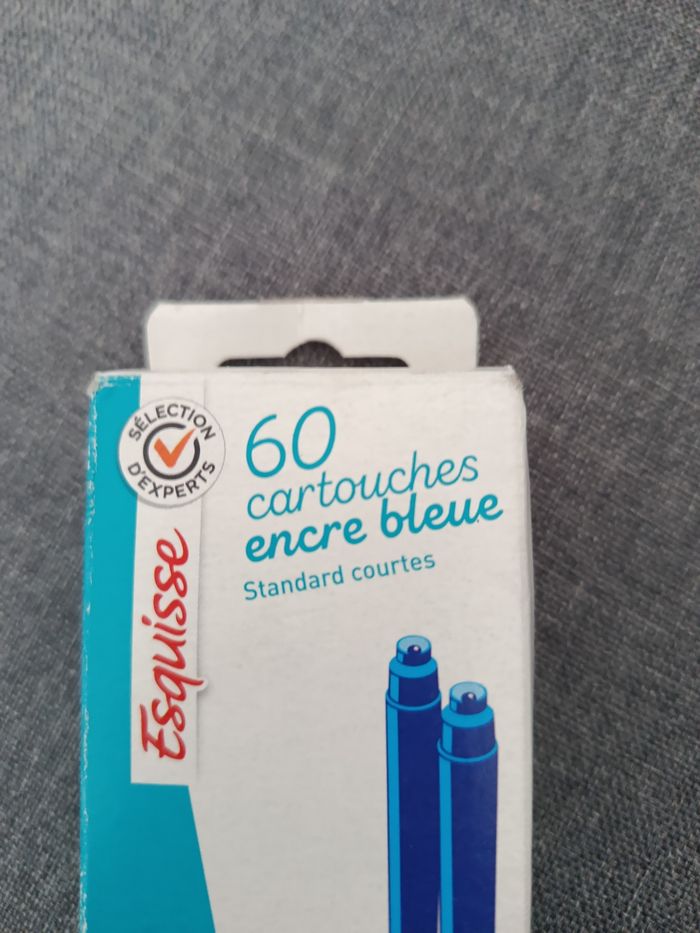 SÉLECTION
D'EXPERTS
Esquisse
60
cartouches
encre bleue
Standard courtes